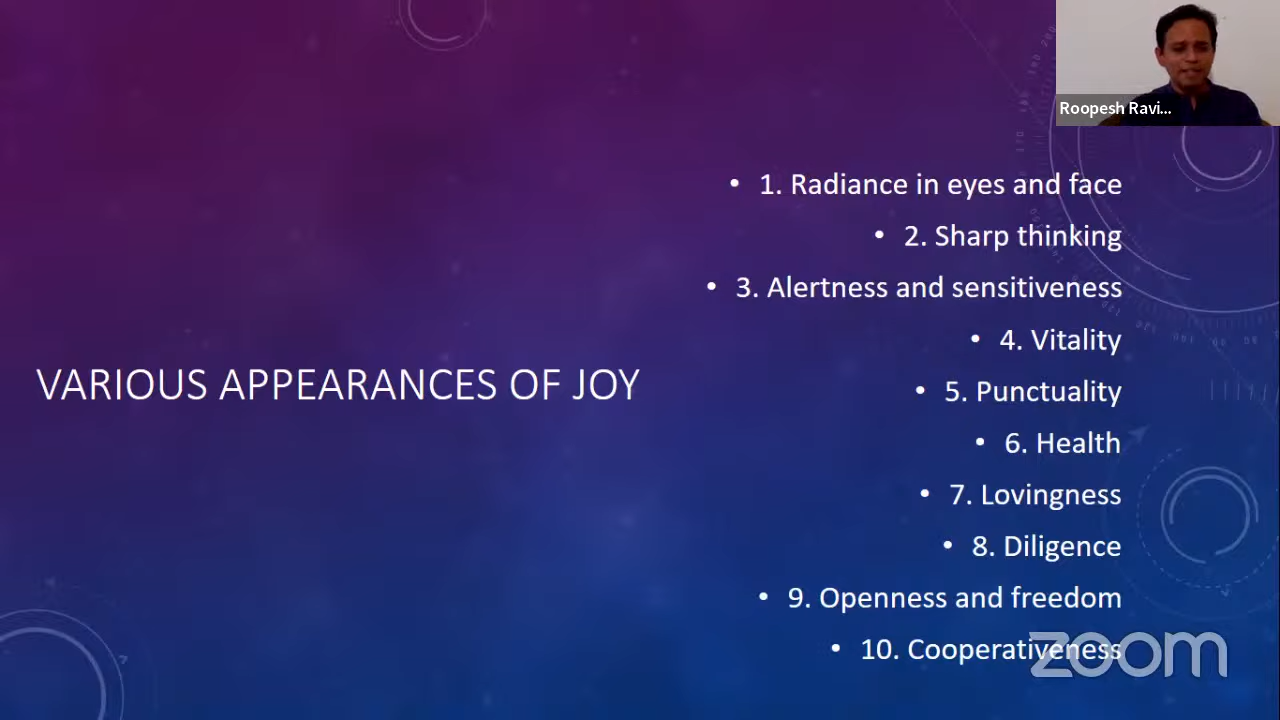 Roopesh Ravi...
• 1. Radiance in eyes and face
• 2. Sharp thinking
• 3. Alertness and sensitiveness
• 4. Vitality
VARIOUS APPEARANCES OF JOY
• 5. Punctuality
• 6. Health
• 7. Lovingness
• 8. Diligence
• 9. Openness and freedom
• 10. Cooperativeness
zoom